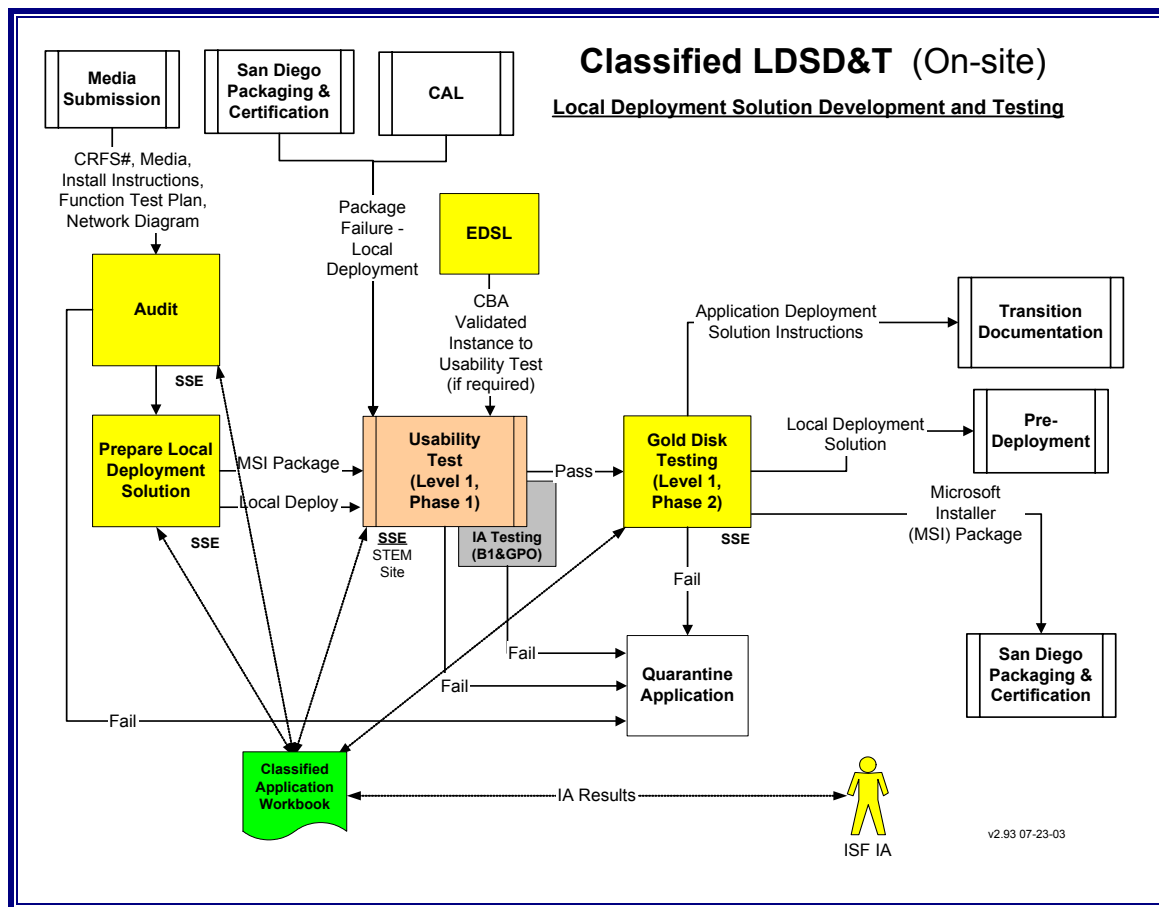 Classified LDSD&T (On-site)
Local Deployment Solution Development and Testing
Media
Submission
San Diego
Packaging &
Certification
CAL
CRFS#, Media,
Install Instructions,
Function Test Plan,
Network Diagram
Package
Failure -
Local
Deployment
EDSL
CBA
Validated
Instance to
Usability Test
(if required)
Audit
SSE
Application Deployment
Solution Instructions
Transition
Documentation
Prepare Local
Deployment
Solution
SSE
MSI Package
Local Deploy
Usability
Test
(Level 1,
Phase 1)
SSE
STEM
Site
IA Testing
(B1&GPO)
Pass
Gold Disk
Testing
(Level 1,
Phase 2)
SSE
Local Deployment
Solution
Pre-
Deployment
Microsoft
Installer
(MSI) Package
San Diego
Packaging &
Certification
Fail
Fail
Fail
Fail
Quarantine
Application
Classified
Application
Workbook
IA Results
ISF IA
v2.93 07-23-03